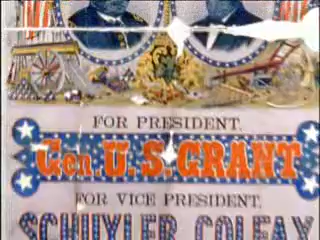 FOR PRESIDENT.
Gen. U. S. GRANT
FOR VICE PRESIDENT,
SCHUYLER COLFAX